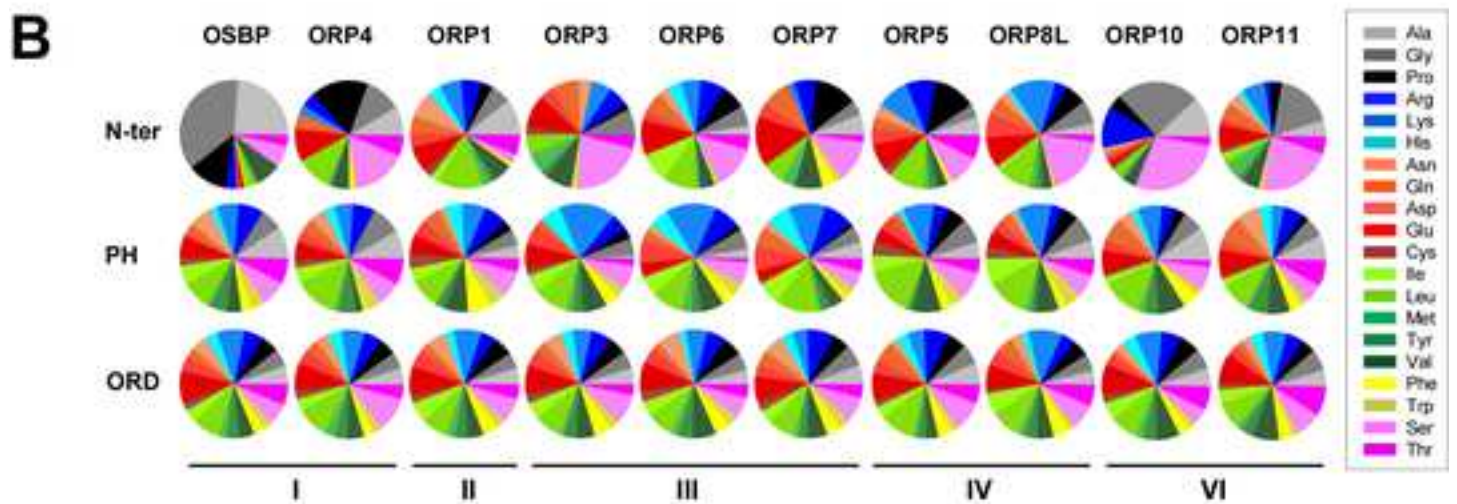 B
OSBP ORP4 ORP1 ORP3 ORP6 ORP7 ORP5 ORP8L ORP10 ORP11
N-ter
PH
ORD
I II III IV VI
Ala
Gly
Pro
Arg
Lys
His
Asn
Gln
Asp
Glu
Cys
Ile
Leu
Met
Tyr
Val
Phe
Trp
Ser
Thr